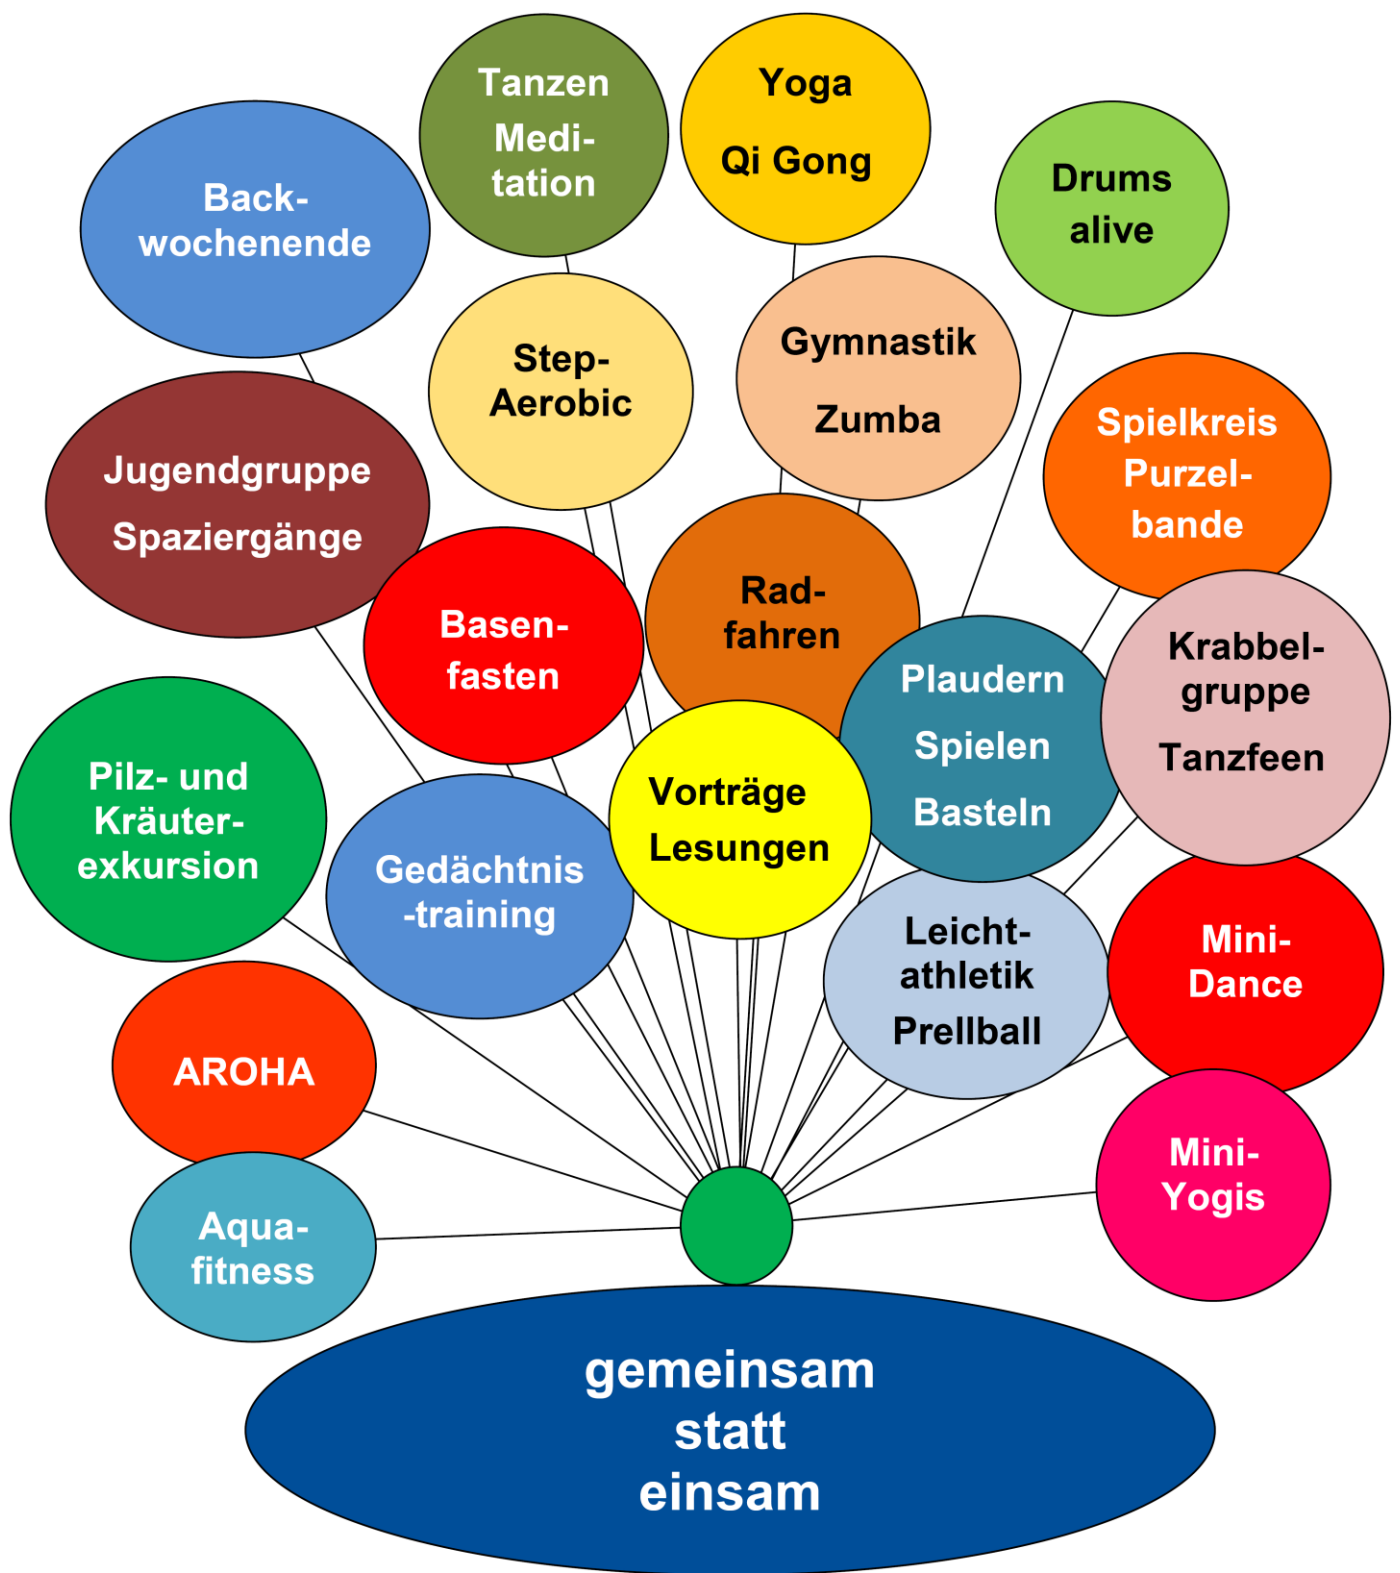 Tanzen
Medi-
tation
Yoga
Qi Gong
Back-
wochenende
Drums
alive
Step-
Aerobic
Gymnastik
Zumba
Jugendgruppe
Spaziergänge
Spielkreis
Purzel-
bande
Basen-
fasten
Rad-
fahren
Plaudern
Spielen
Basteln
Krabbel-
gruppe
Tanzfeen
Pilz- und
Kräuter-
exkursion
Vorträge
Lesungen
Gedächtnis
-training
Leicht-
athletik
Prellball
Mini-
Dance
AROHA
Mini-
Yogis
Aqua-
fitness
gemeinsam
statt
einsam